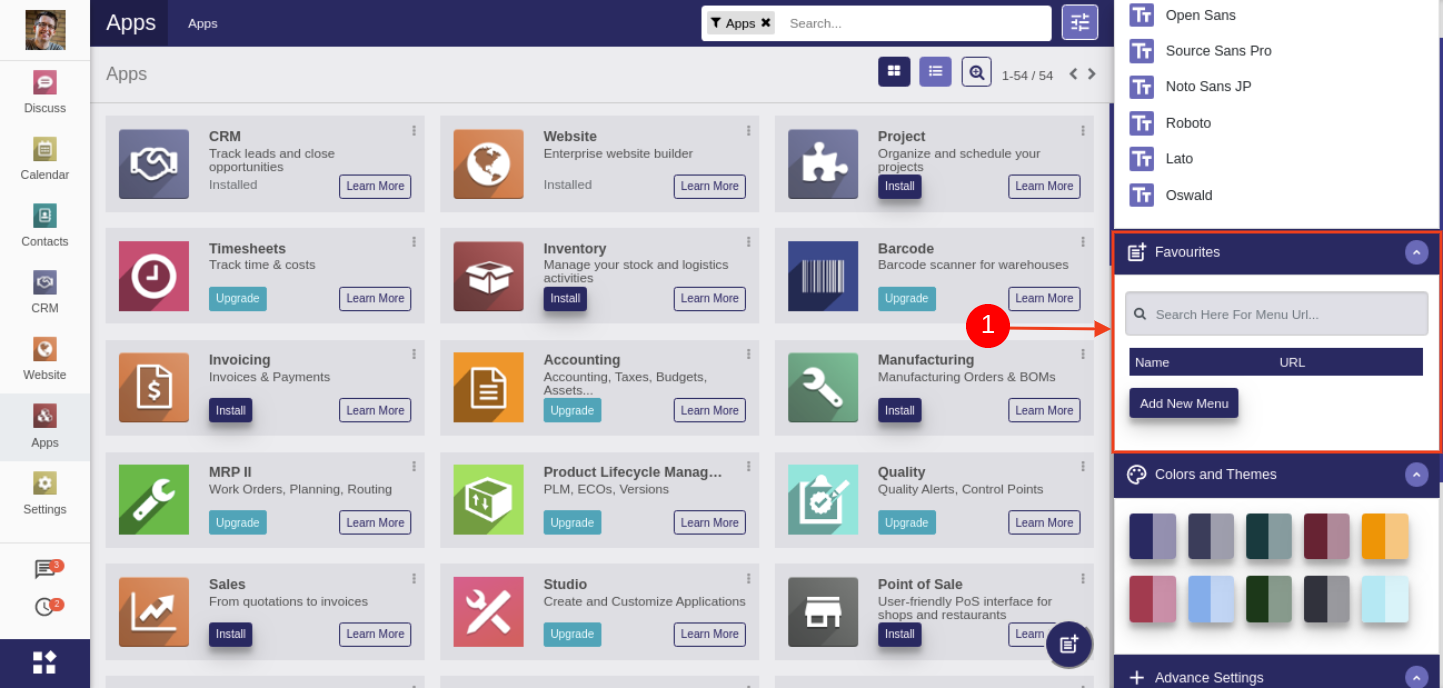 Discuss
Calendar
Contacts
CRM
Website
Apps
Settings
3
2
Apps
Apps
Apps ✖
Search...
Apps
1-54 / 54
CRM
Track leads and close
opportunities
Installed
Learn More
Website
Enterprise website builder
Installed
Learn More
Project
Organize and schedule your
projects
Install
Learn More
Timesheets
Track time & costs
Upgrade
Learn More
Inventory
Manage your stock and logistics
activities
Install
Learn More
Barcode
Barcode scanner for warehouses
Upgrade
Learn More
Invoicing
Invoices & Payments
Install
Learn More
Accounting
Accounting, Taxes, Budgets,
Assets...
Upgrade
Learn More
Manufacturing
Manufacturing Orders & BOMs
Install
Learn More
MRP II
Work Orders, Planning, Routing
Upgrade
Learn More
Product Lifecycle Manag...
PLM, ECOs, Versions
Upgrade
Learn More
Quality
Quality Alerts, Control Points
Upgrade
Learn More
Sales
From quotations to invoices
Install
Learn More
Studio
Create and Customize Applications
Upgrade
Learn More
Point of Sale
User-friendly PoS interface for
shops and restaurants
Install
Learn
1
Tт Open Sans
Tт Source Sans Pro
Tт Noto Sans JP
Tт Roboto
Tт Lato
Tт Oswald
Favourites
Search Here For Menu Url...
Name URL
Add New Menu
Colors and Themes
Advance Settings